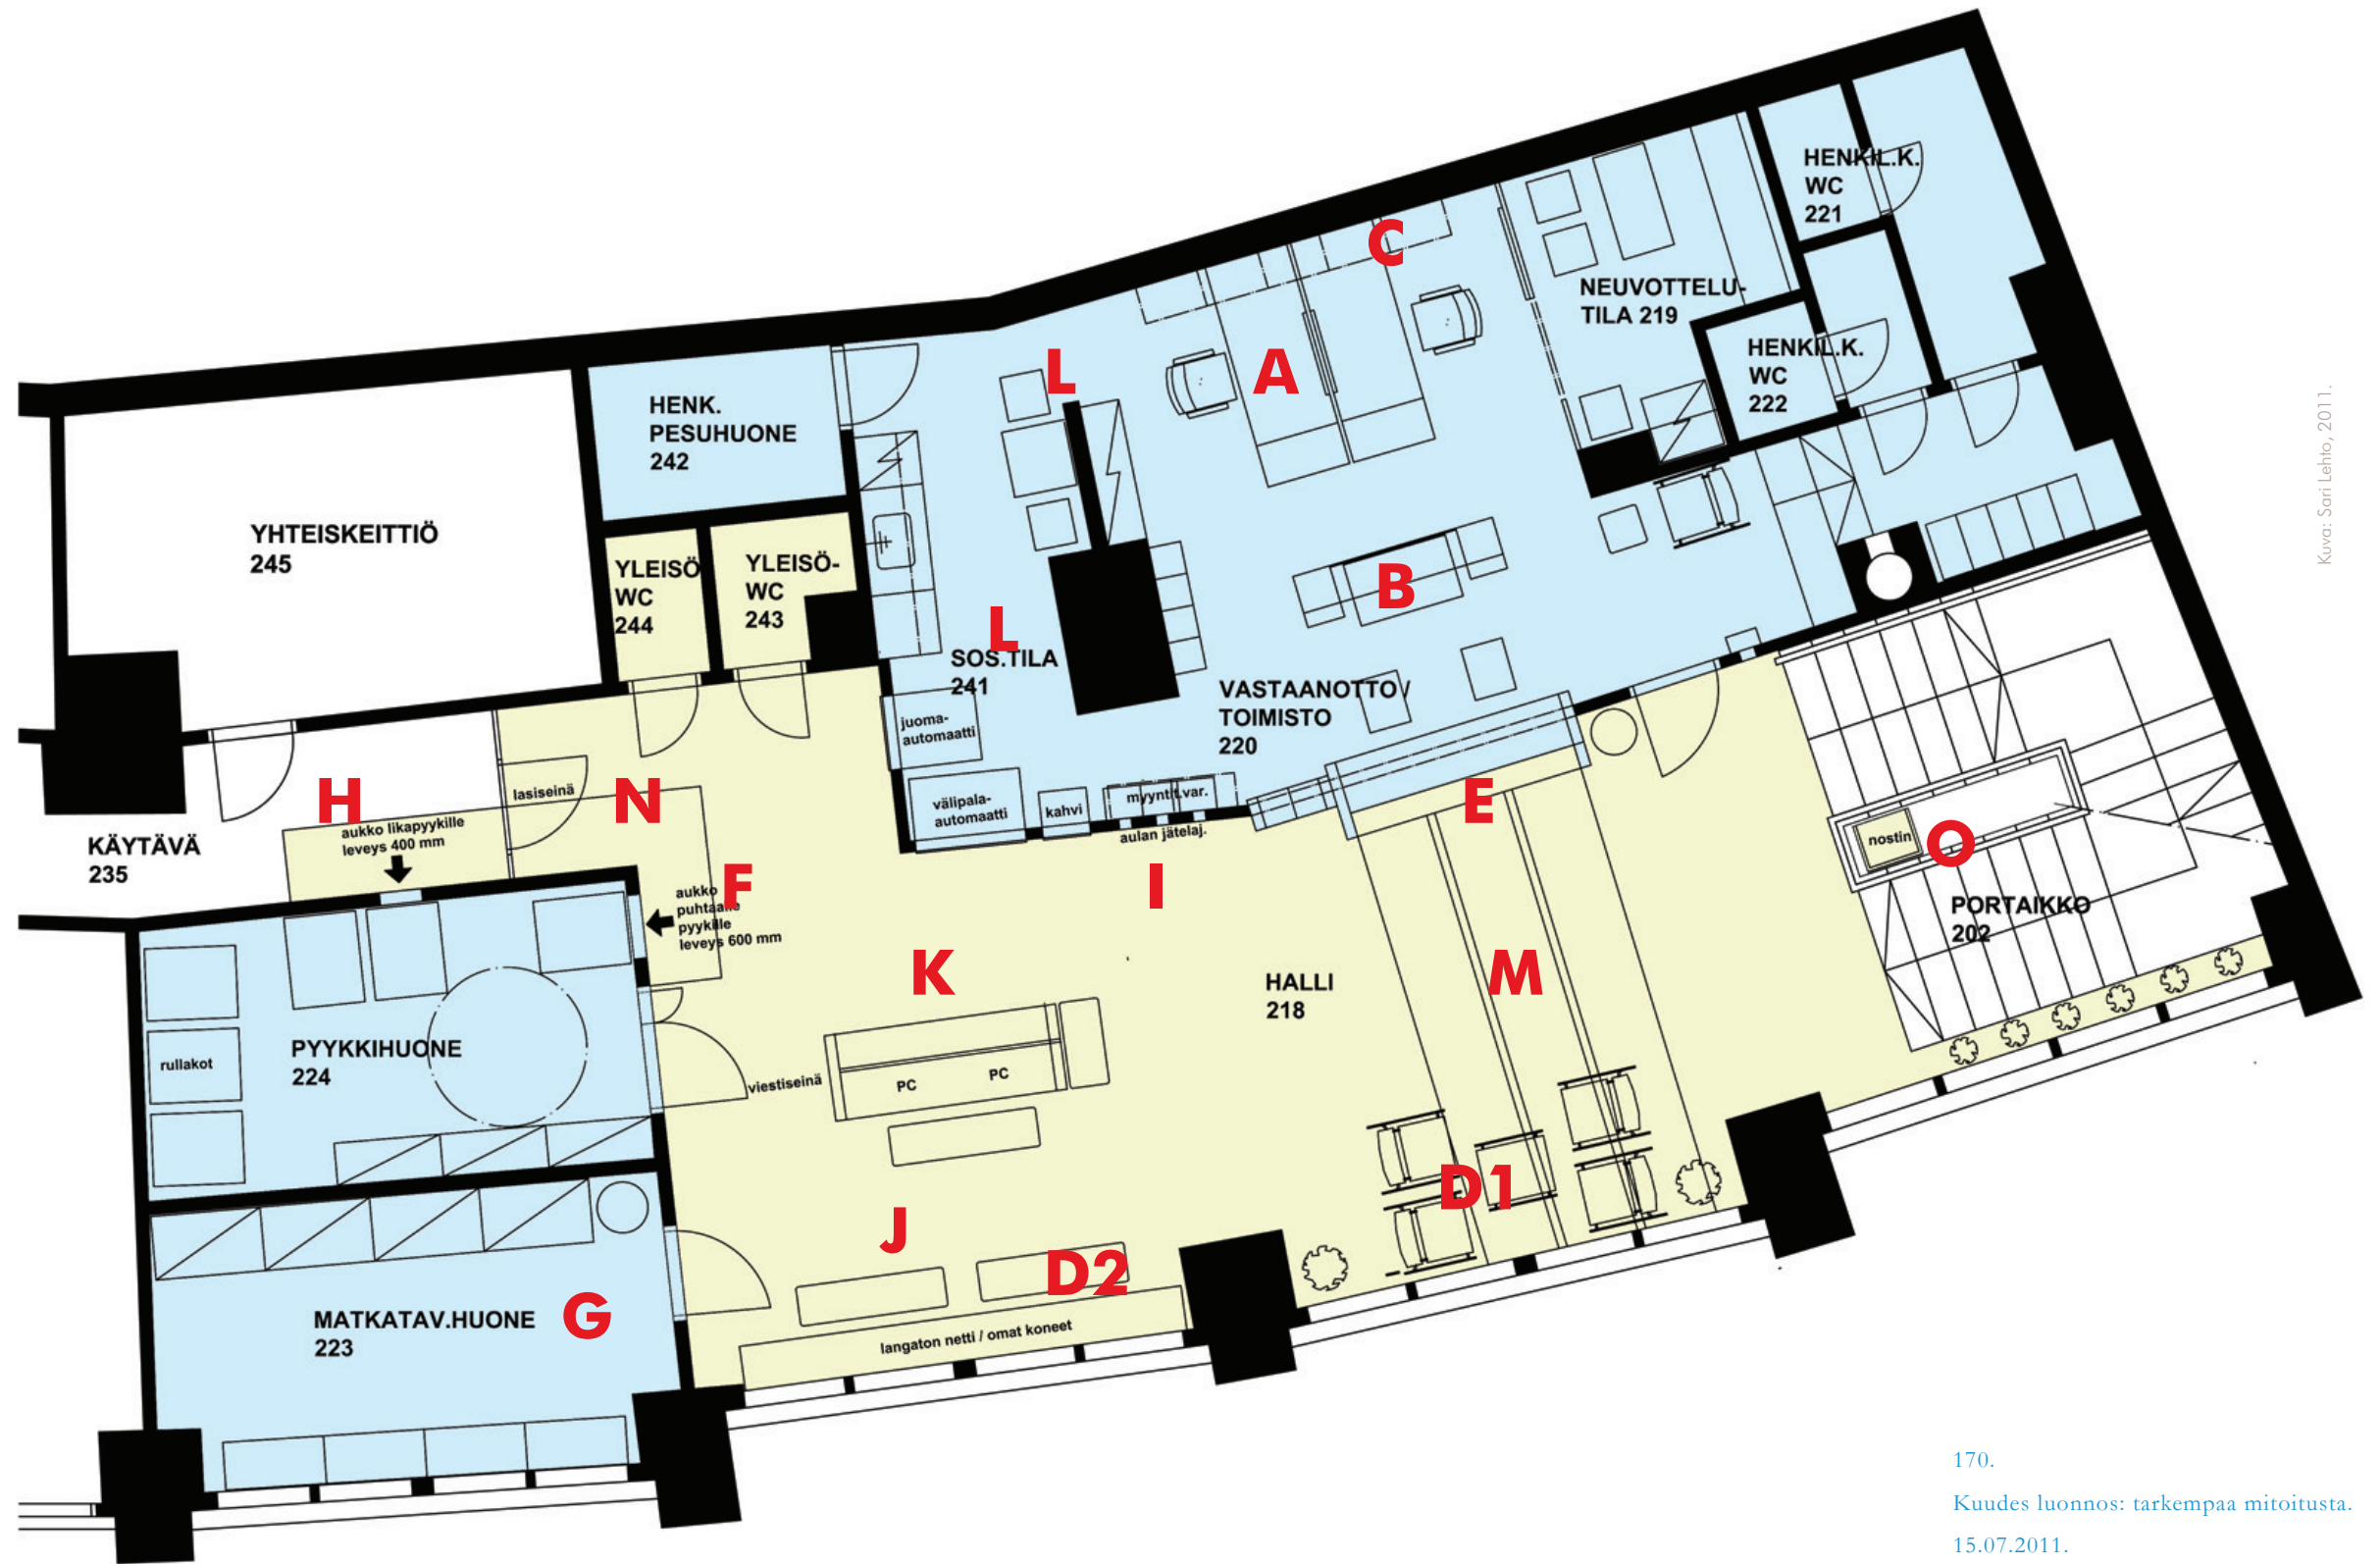 HENKIL.K.
WC
221
C
NEUVOTTELU-
TILA 219
HENKIL.K.
WC
222
L
A
HENK.
PESUHUONE
242
YHTEISKEITTIÖ
245
YLEISÖ
WC
244
YLEISÖ-
WC
243
B
L
SOS.TILA
241
VASTAANOTTO /
TOIMISTO
220
juoma-
automaatti
välipala-
automaatti
kahvi
myyntit.var.
aulan jätelaj.
H
lasiseinä
N
E
aukko likapyykille
leveys 400 mm
KÄYTÄVÄ
235
nostin
O
F
I
aukko
puhtaalle
pyykille
leveys 600 mm
PORTAIKKO
202
K
HALLI
218
M
PYYKKIHUONE
224
rullakot
viestiseinä
PC
PC
D1
J
D2
MATKATAV.HUONE
223
G
langaton netti / omat koneet
Kuva: Sari Lehto, 2011.
170.
Kuudes luonnos: tarkempaa mitoitusta.
15.07.2011.